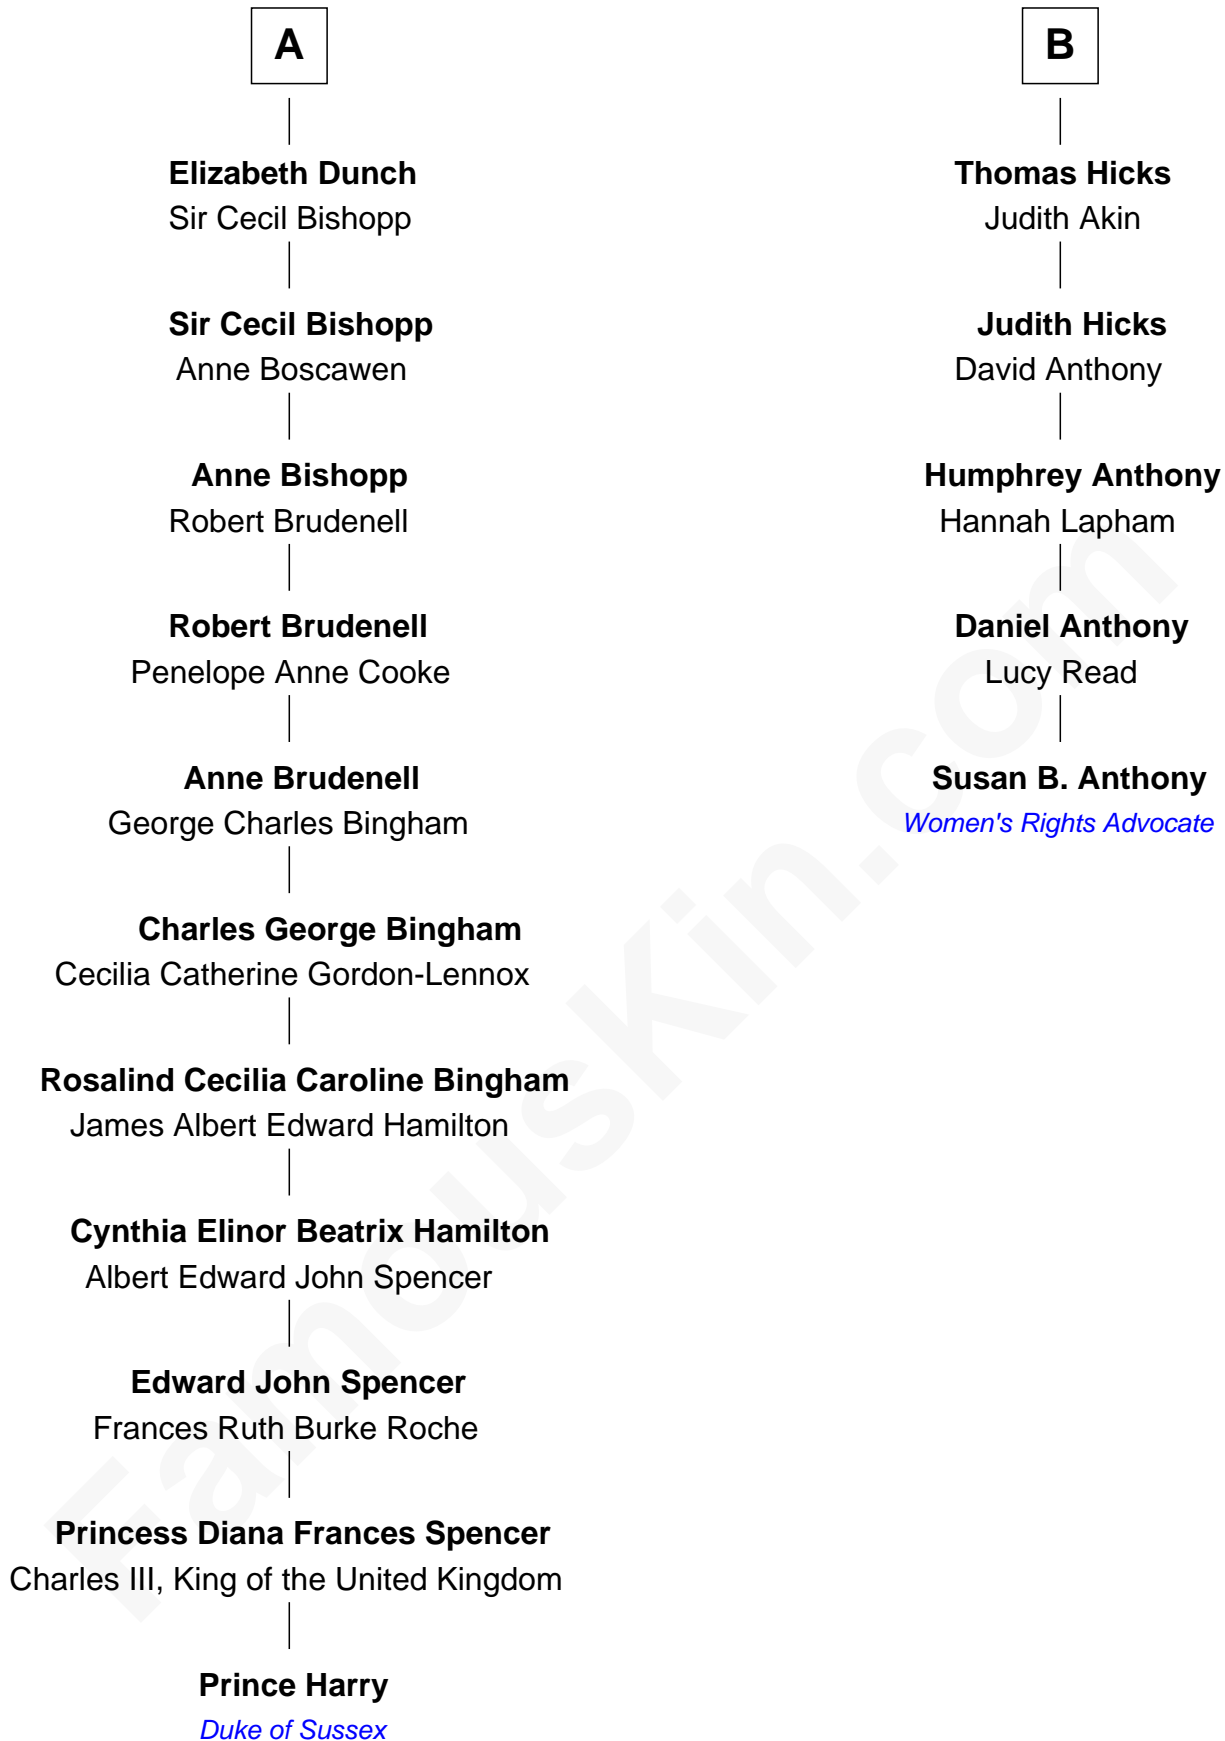 A
Elizabeth Dunch
Sir Cecil Bishopp
Sir Cecil Bishopp
Anne Boscawen
Anne Bishopp
Robert Brudenell
Robert Brudenell
Penelope Anne Cooke
Anne Brudenell
George Charles Bingham
Charles George Bingham
Cecilia Catherine Gordon-Lennox
Rosalind Cecilia Caroline Bingham
James Albert Edward Hamilton
Cynthia Elinor Beatrix Hamilton
Albert Edward John Spencer
Edward John Spencer
Frances Ruth Burke Roche
Princess Diana Frances Spencer
Charles III, King of the United Kingdom
Prince Harry
Duke of Sussex
B
Thomas Hicks
Judith Akin
Judith Hicks
David Anthony
Humphrey Anthony
Hannah Lapham
Daniel Anthony
Lucy Read
Susan B. Anthony
Women's Rights Advocate
FamousKin.com